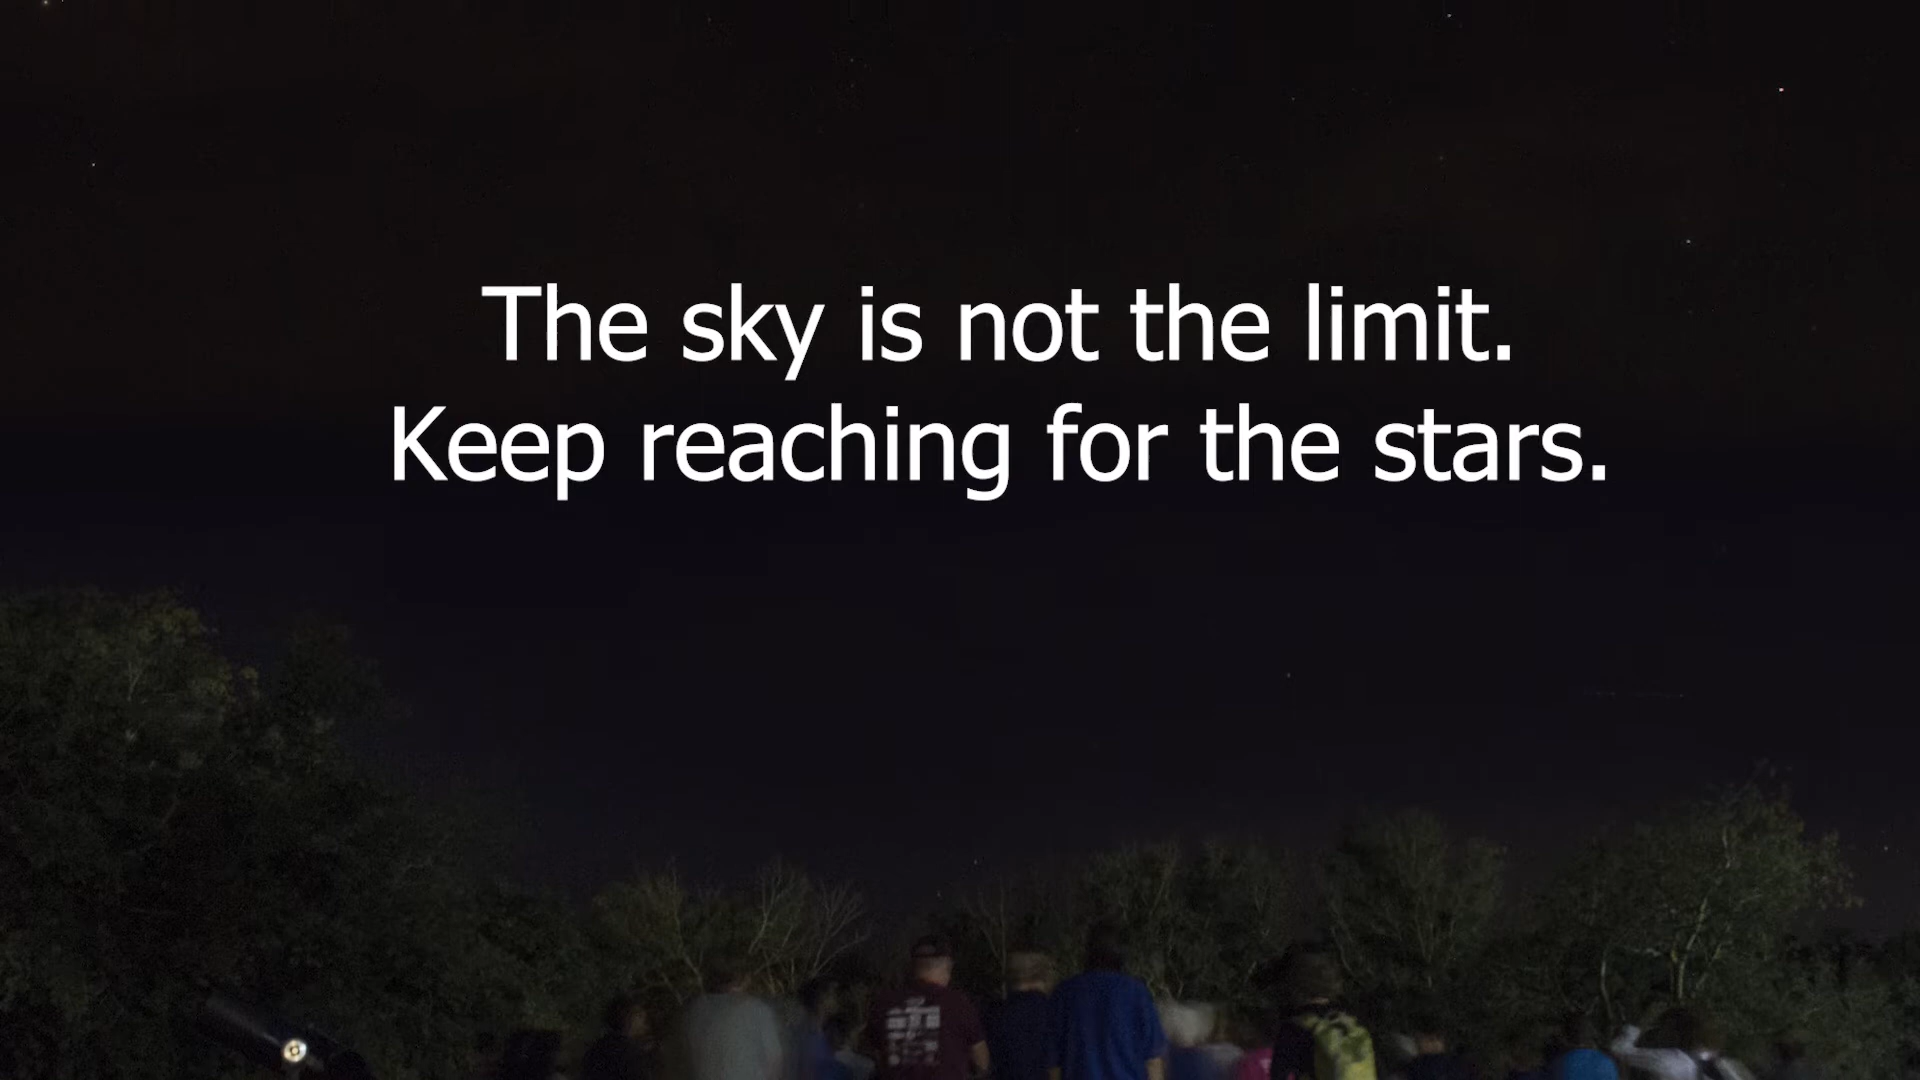 The sky is not the limit.
Keep reaching for the stars.